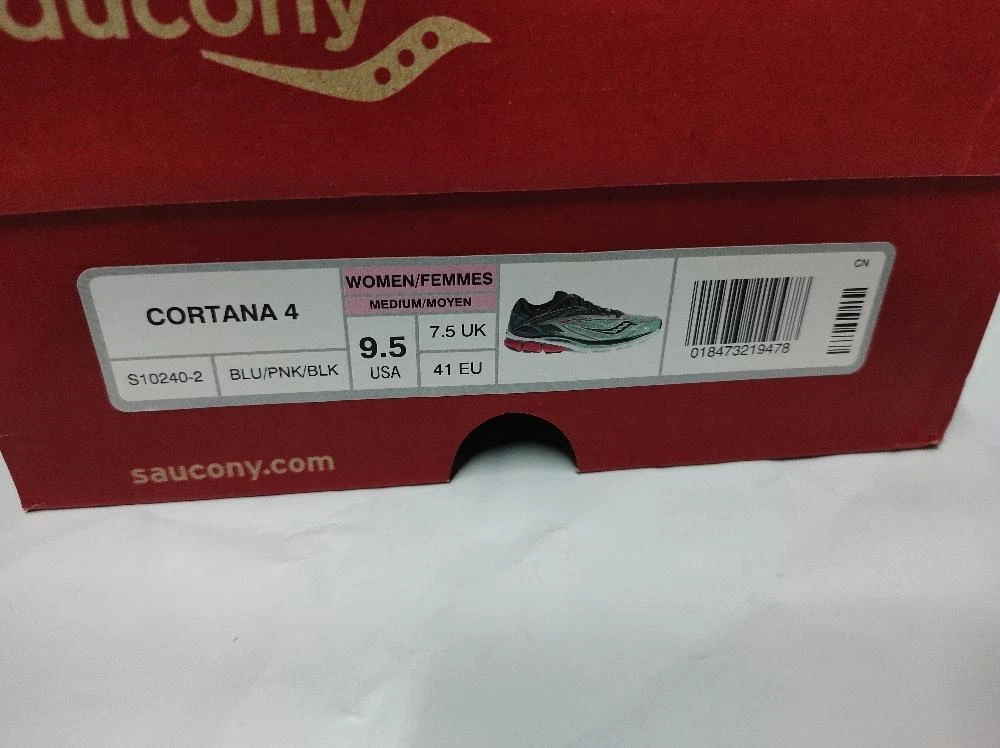 saucony
CORTANA 4
S10240-2
BLU/PNK/BLK
WOMEN/FEMMES
MEDIUM/MOYEN
9.5
USA
7.5 UK
41 EU
CN
018473219478
saucony.com